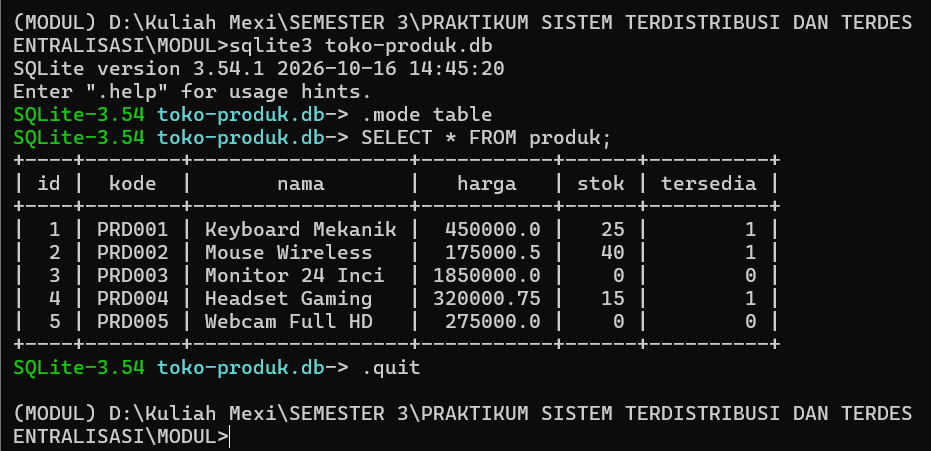 (MODUL) D:\Kuliah Mexi\SEMESTER 3\PRAKTIKUM SISTEM TERDISTRIBUSI DAN TERDES
ENTRALISASI\MODUL>sqlite3 toko-produk.db
SQLite version 3.54.1 2026-10-16 14:45:20
Enter ".help" for usage hints.
SQLite-3.54 toko-produk.db-> .mode table
SQLite-3.54 toko-produk.db-> SELECT * FROM produk;
+----+--------+------------------+------------+------+----------+
| id |  kode  |       nama       |   harga    | stok | tersedia |
+----+--------+------------------+------------+------+----------+
|  1 | PRD001 | Keyboard Mekanik |   450000.0 |   25 |        1 |
|  2 | PRD002 | Mouse Wireless   |   175000.5 |   40 |        1 |
|  3 | PRD003 | Monitor 24 Inci  |  1850000.0 |    0 |        0 |
|  4 | PRD004 | Headset Gaming   |  320000.75 |   15 |        1 |
|  5 | PRD005 | Webcam Full HD   |   275000.0 |    0 |        0 |
+----+--------+------------------+------------+------+----------+
SQLite-3.54 toko-produk.db-> .quit
(MODUL) D:\Kuliah Mexi\SEMESTER 3\PRAKTIKUM SISTEM TERDISTRIBUSI DAN TERDES
ENTRALISASI\MODUL>